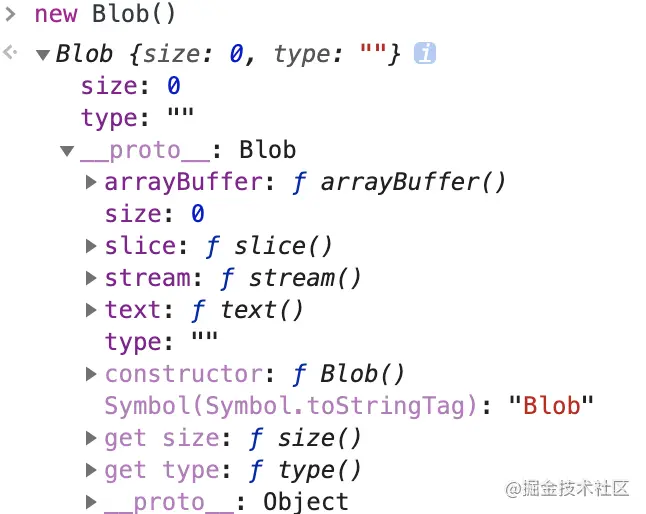 > new Blob()
<· ▼Blob {size: 0, type: ""} i
size: 0
type: ""
▼__proto__: Blob
▶arrayBuffer: ƒ arrayBuffer()
size: 0
▶slice: ƒ slice()
▶stream: ƒ stream()
▶text: ƒ text()
type: ""
▶constructor: ƒ Blob()
Symbol(Symbol.toStringTag): "Blob"
▶get size: ƒ size()
▶get type: ƒ type()
▶__proto__: Object
@掘金技术社区